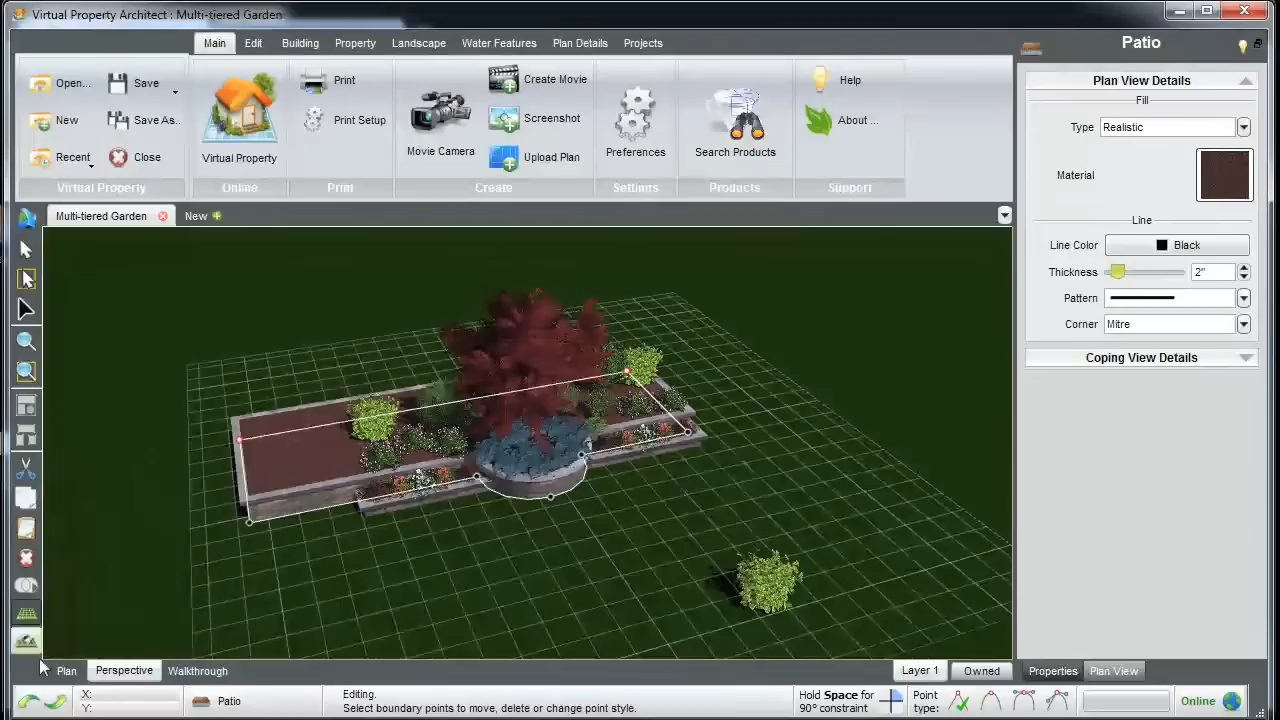 Virtual Property Architect : Multi-tiered Garden
Main Edit Building Property Landscape Water Features Plan Details Projects
Open... Save
New Save As..
Recent Close
Virtual Property
Virtual Property
Online
Print
Print Setup
Print
Movie Camera
Create Movie
Screenshot
Upload Plan
Create
Preferences
Settings
Search Products
Products
Help
About ...
Support
Multi-tiered Garden New
Patio
Plan View Details
Fill
Type Realistic
Material
Line
Line Color Black
Thickness 2"
Pattern
Corner Mitre
Coping View Details
Plan Perspective Walkthrough
Layer 1 Owned
Properties Plan View
X:
Y:
Patio
Editing.
Select boundary points to move, delete or change point style.
Hold Space for
90° constraint
Point
type:
Online